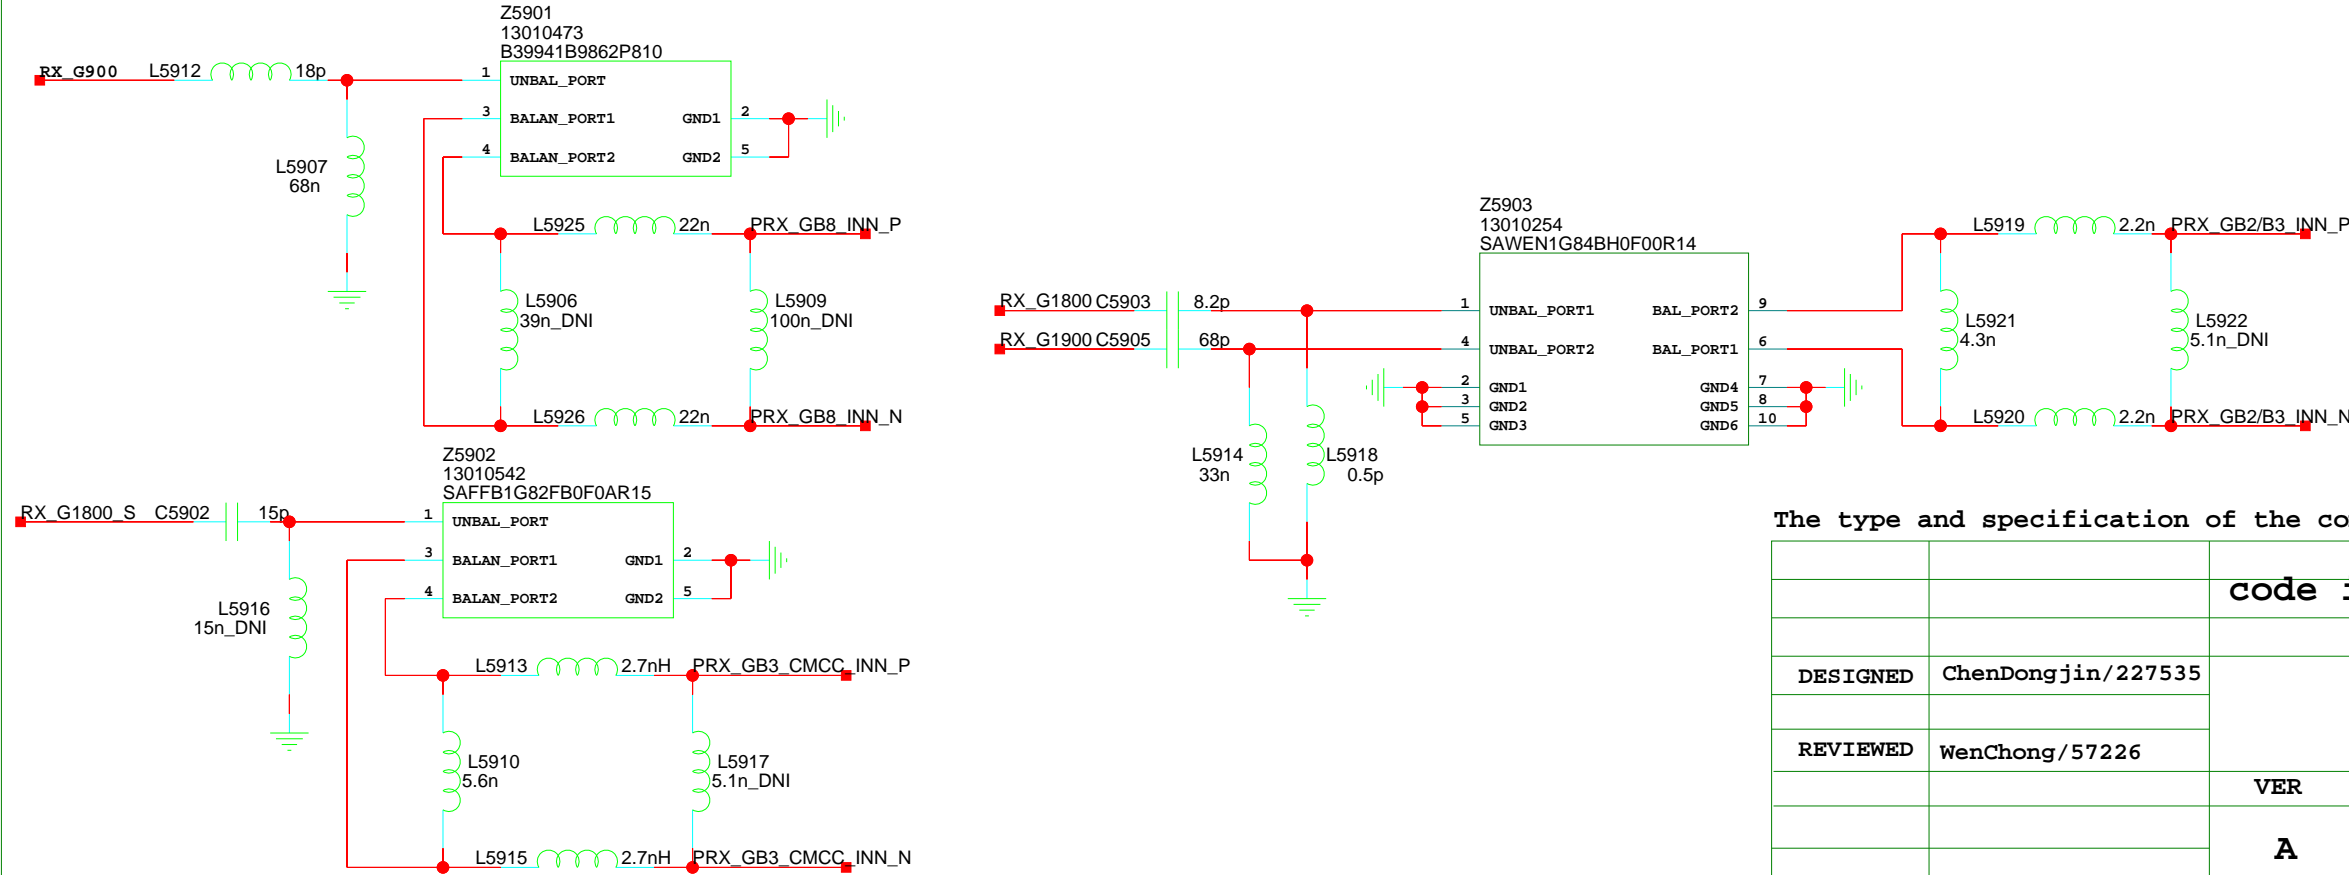 Z5901
13010473
B39941B9862P810
RX_G900 L5912 18p
1 UNBAL_PORT
3 BALAN_PORT1 GND1 2
4 BALAN_PORT2 GND2 5
L5907
68n
L5925 22n PRX_GB8_INN_P
L5906
39n_DNI
L5909
100n_DNI
L5926 22n PRX_GB8_INN_N
Z5902
13010542
SAFFB1G82FB0F0AR15
RX_G1800_S C5902 15p
1 UNBAL_PORT
3 BALAN_PORT1 GND1 2
4 BALAN_PORT2 GND2 5
L5916
15n_DNI
L5913 2.7nH PRX_GB3_CMCC_INN_P
L5910
5.6n
L5917
5.1n_DNI
L5915 2.7nH PRX_GB3_CMCC_INN_N
Z5903
13010254
SAWEN1G84BH0F00R14
RX_G1800 C5903 8.2p
RX_G1900 C5905 68p
1 UNBAL_PORT1 BAL_PORT2 9
4 UNBAL_PORT2 BAL_PORT1 6
2 GND1 GND4 7
3 GND2 GND5 8
5 GND3 GND6 10
L5914
33n
L5918
0.5p
L5919 2.2n PRX_GB2/B3_INN_P
L5921
4.3n
L5922
5.1n_DNI
L5920 2.2n PRX_GB2/B3_INN_N
The type and specification of the
code
DESIGNED ChenDongjin/227535
REVIEWED WenChong/57226
VER
A